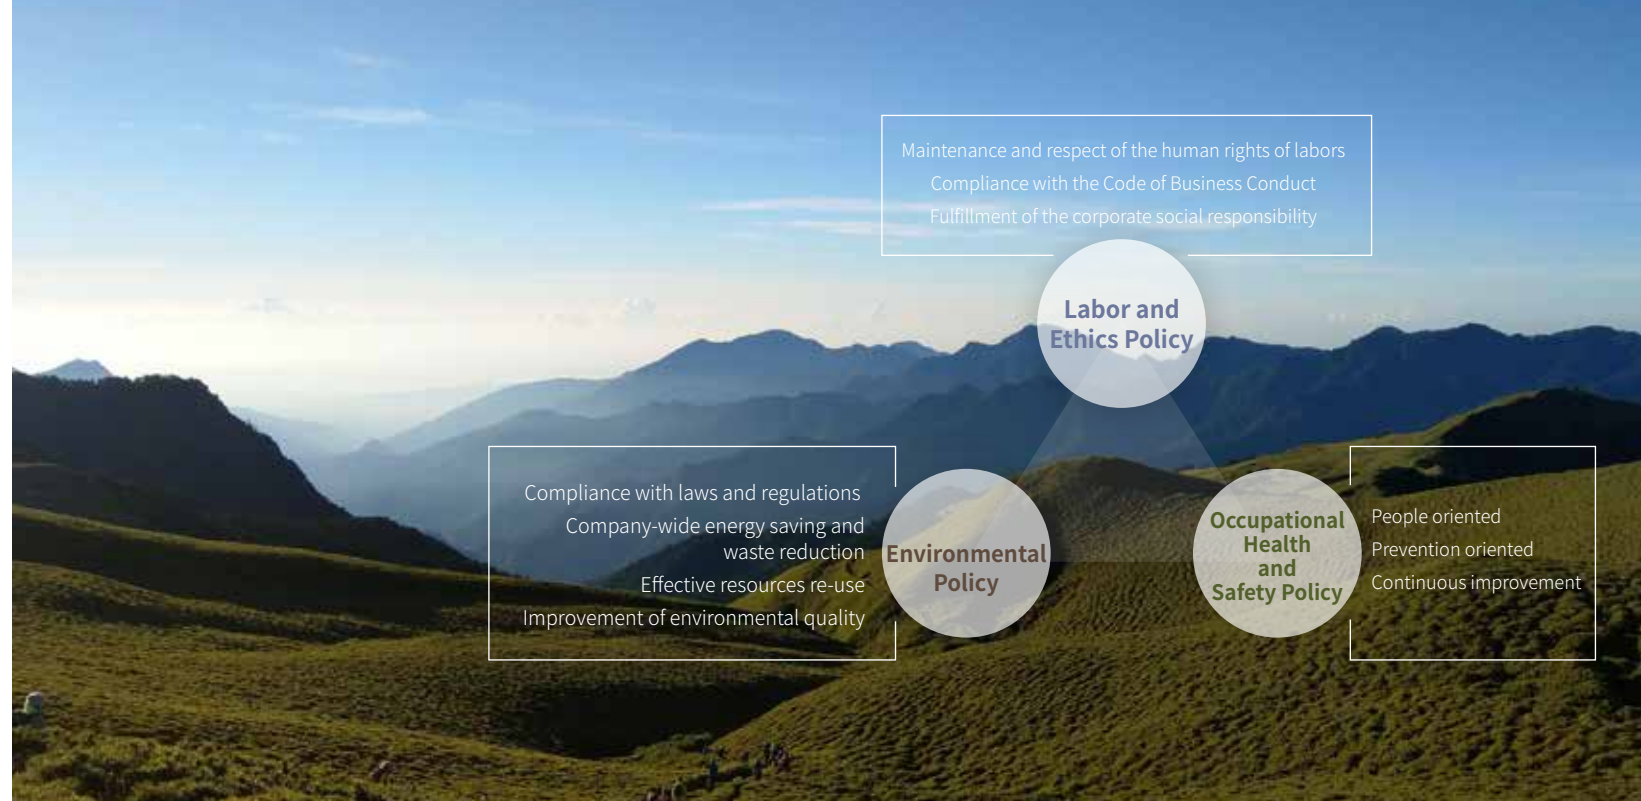 Maintenance and respect of the human rights of labors
Compliance with the Code of Business Conduct
Fulfillment of the corporate social responsibility
Labor and
Ethics Policy
Compliance with laws and regulations
Company-wide energy saving and
waste reduction
Effective resources re-use
Improvement of environmental quality
Environmental
Policy
Occupational
Health
and
Safety Policy
People oriented
Prevention oriented
Continuous improvement